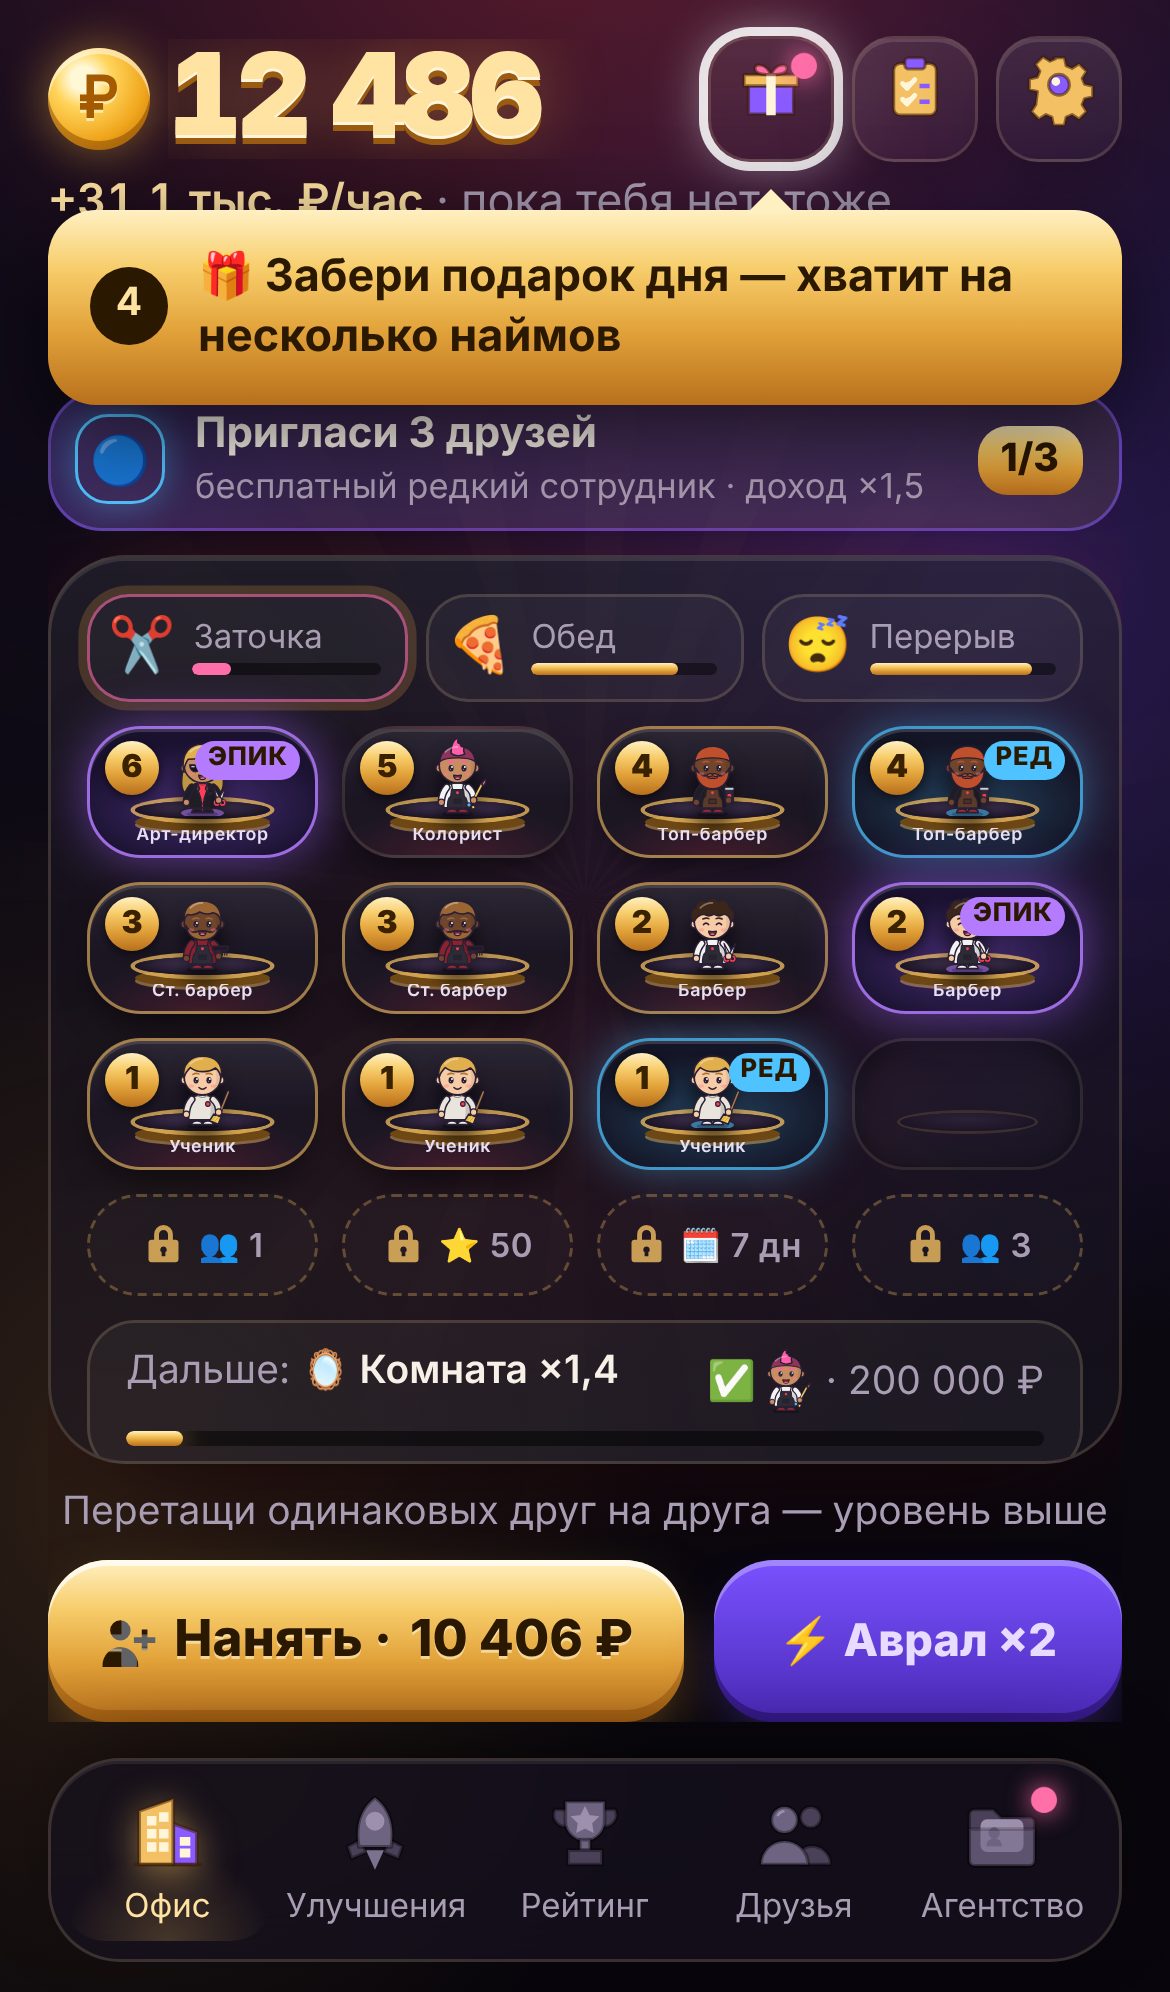 ₽ 12 486
+31,1 тыс. ₽/час · пока тебя нет, тоже
4
🎁 Забери подарок дня — хватит на
несколько наймов
Пригласи 3 друзей
бесплатный редкий сотрудник · доход ×1,5
1/3
Заточка
Обед
Перерыв
6 ЭПИК
Арт-директор
5
Колорист
4
Топ-барбер
4 РЕД
Топ-барбер
3
Ст. барбер
3
Ст. барбер
2
Барбер
2 ЭПИК
Барбер
1
Ученик
1
Ученик
1 РЕД
Ученик
👥 1
⭐ 50
🗓️ 7 дн
👥 3
Дальше: 🪞 Комната ×1,4
✅ · 200 000 ₽
Перетащи одинаковых друг на друга — уровень выше
Нанять · 10 406 ₽
⚡ Аврал ×2
Офис
Улучшения
Рейтинг
Друзья
Агентство